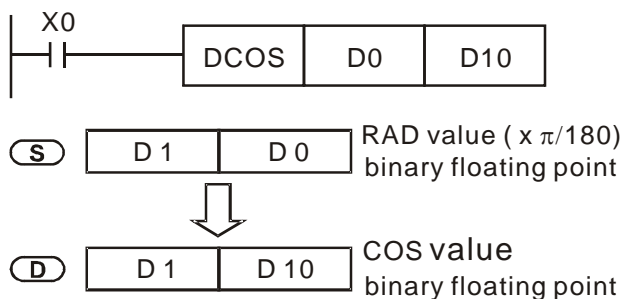 X0
DCOS D0 D10
S D 1 D 0 RAD value ( x π/180)
binary floating point
D D 1 D 10 COS value
binary floating point